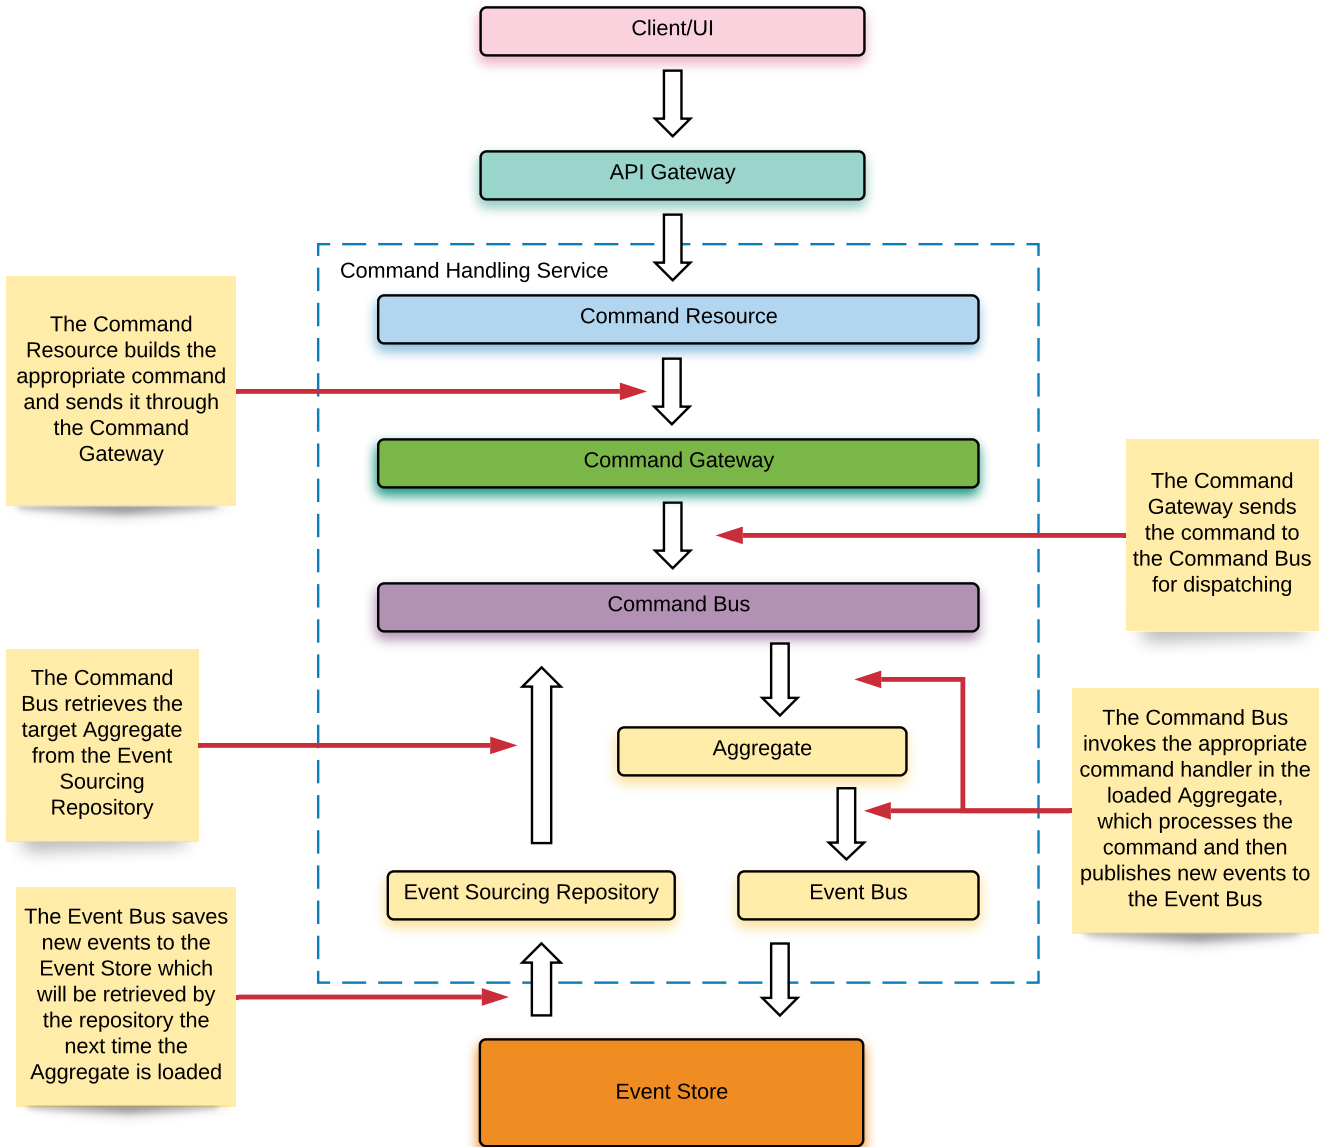 Client/UI
API Gateway
Command Handling Service
Command Resource
The Command
Resource builds the
appropriate command
and sends it through
the Command
Gateway
Command Gateway
The Command
Gateway sends
the command to
the Command Bus
for dispatching
Command Bus
The Command
Bus retrieves the
target Aggregate
from the Event
Sourcing
Repository
Aggregate
The Command Bus
invokes the appropriate
command handler in the
loaded Aggregate,
which processes the
command and then
publishes new events to
the Event Bus
Event Sourcing Repository
Event Bus
The Event Bus saves
new events to the
Event Store which
will be retrieved by
the repository the
next time the
Aggregate is loaded
Event Store